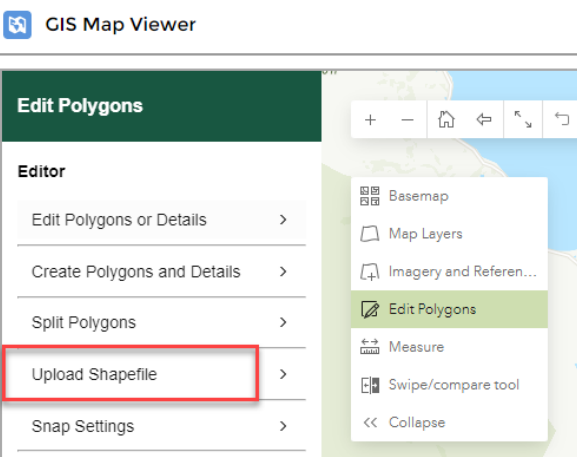 GIS Map Viewer
Edit Polygons
Editor
Edit Polygons or Details
Create Polygons and Details
Split Polygons
Upload Shapefile
Snap Settings
Basemap
Map Layers
Imagery and Referen...
Edit Polygons
Measure
Swipe/compare tool
Collapse